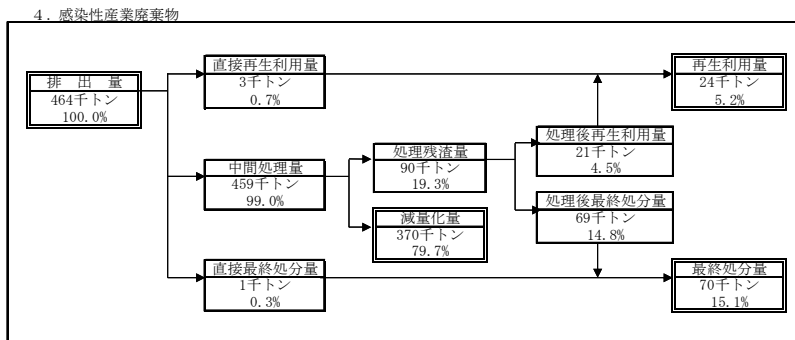 4．感染性産業廃棄物
排　出　量
464千トン
100.0%
直接再生利用量
3千トン
0.7%
再生利用量
24千トン
5.2%
中間処理量
459千トン
99.0%
処理残渣量
90千トン
19.3%
処理後再生利用量
21千トン
4.5%
減量化量
370千トン
79.7%
処理後最終処分量
69千トン
14.8%
直接最終処分量
1千トン
0.3%
最終処分量
70千トン
15.1%